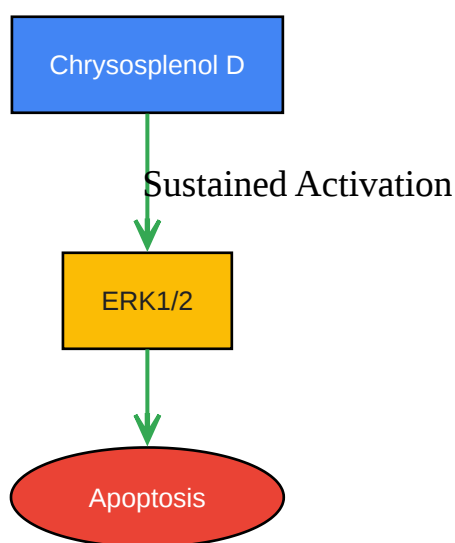 Chrysosplenol D
Sustained Activation
ERK1/2
Apoptosis